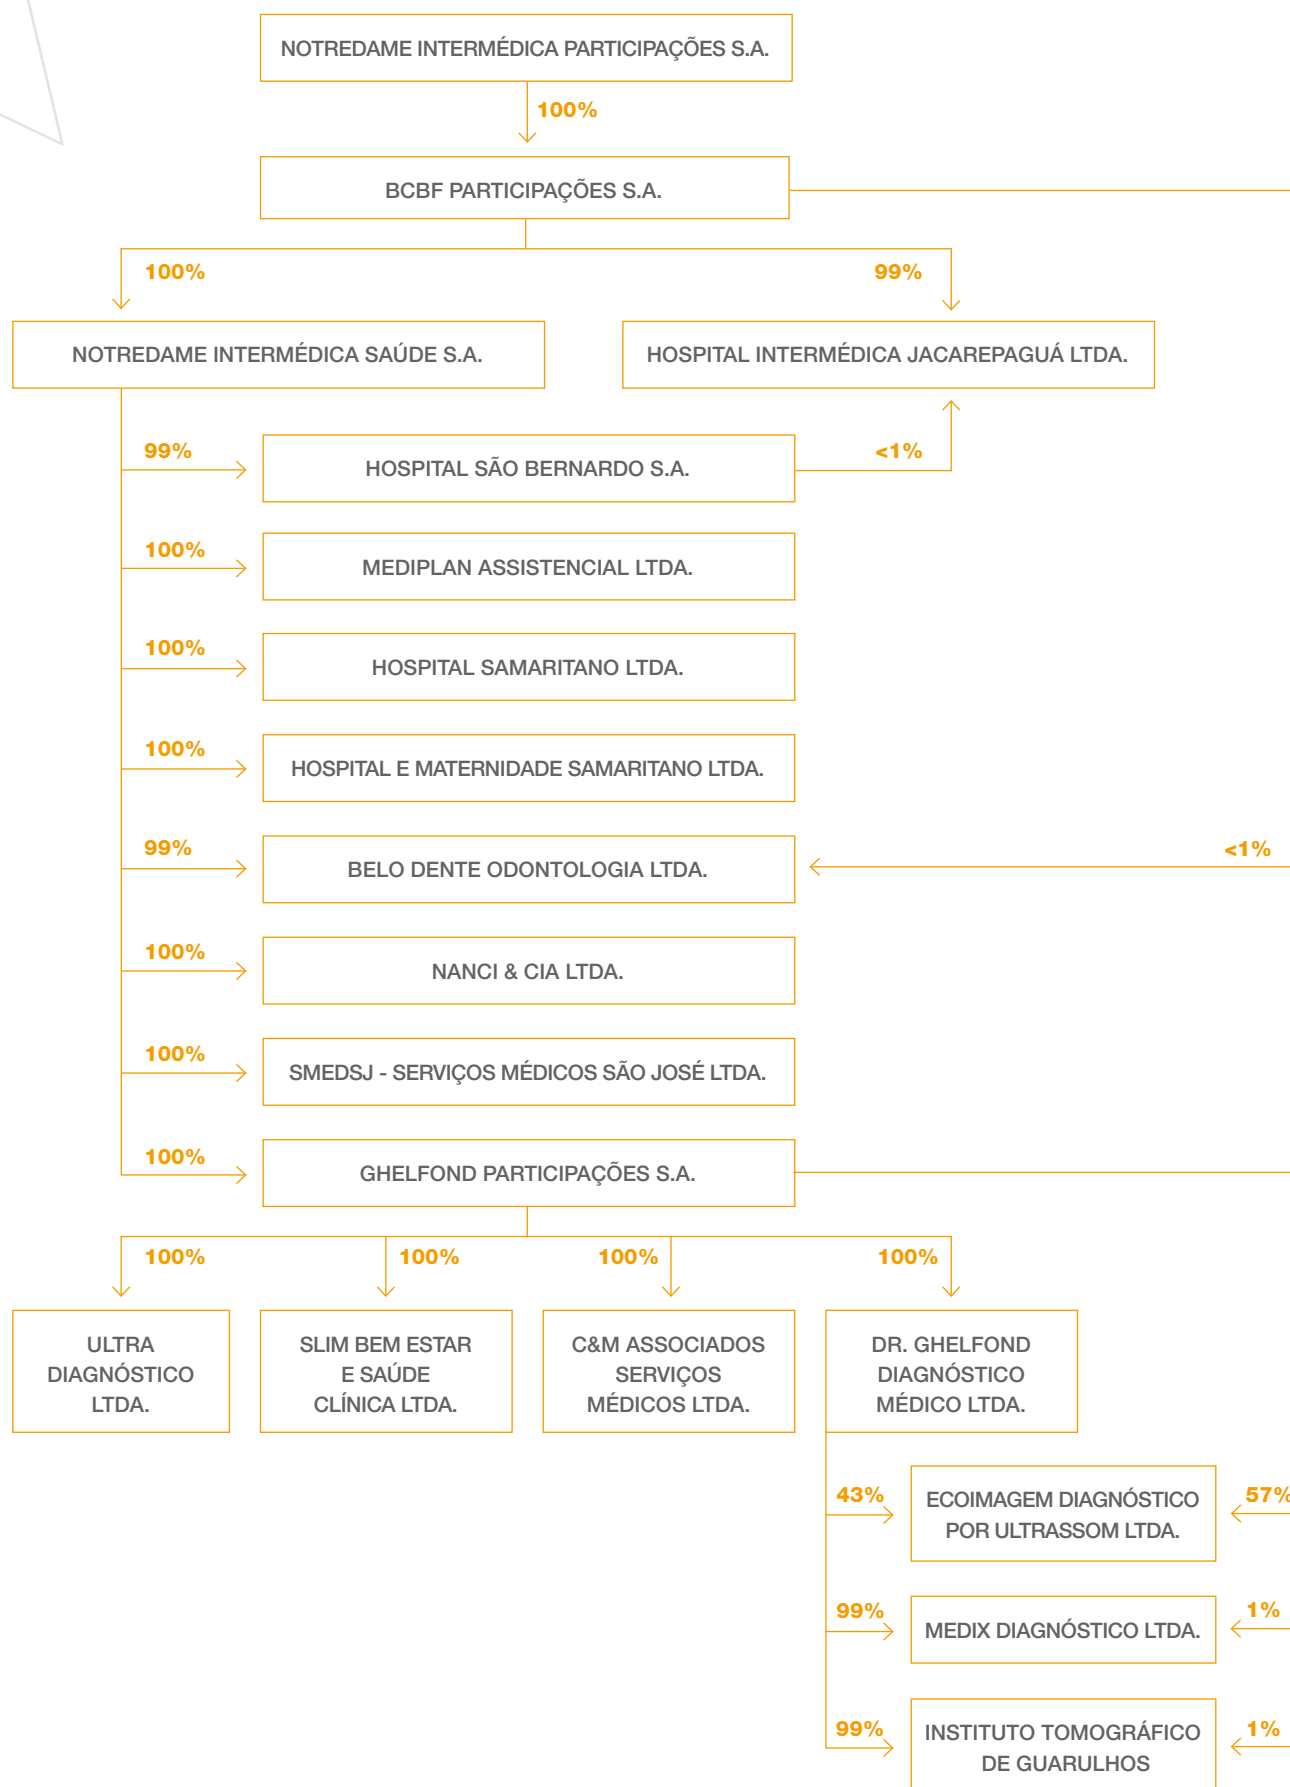 NOTREDAME INTERMÉDICA PARTICIPAÇÕES S.A.
100%
BCBF PARTICIPAÇÕES S.A.
100%
99%
NOTREDAME INTERMÉDICA SAÚDE S.A.
HOSPITAL INTERMÉDICA JACAREPAGUÁ LTDA.
99%
HOSPITAL SÃO BERNARDO S.A.
<1%
100%
MEDIPLAN ASSISTENCIAL LTDA.
100%
HOSPITAL SAMARITANO LTDA.
100%
HOSPITAL E MATERNIDADE SAMARITANO LTDA.
99%
BELO DENTE ODONTOLOGIA LTDA.
<1%
100%
NANCI & CIA LTDA.
100%
SMEDSJ - SERVIÇOS MÉDICOS SÃO JOSÉ LTDA.
100%
GHELFOND PARTICIPAÇÕES S.A.
100%
100%
100%
100%
ULTRA
DIAGNÓSTICO
LTDA.
SLIM BEM ESTAR
E SAÚDE
CLÍNICA LTDA.
C&M ASSOCIADOS
SERVIÇOS
MÉDICOS LTDA.
DR. GHELFOND
DIAGNÓSTICO
MÉDICO LTDA.
43%
ECOIMAGEM DIAGNÓSTICO
POR ULTRASSOM LTDA.
57%
99%
MEDIX DIAGNÓSTICO LTDA.
1%
99%
INSTITUTO TOMOGRÁFICO
DE GUARULHOS
1%